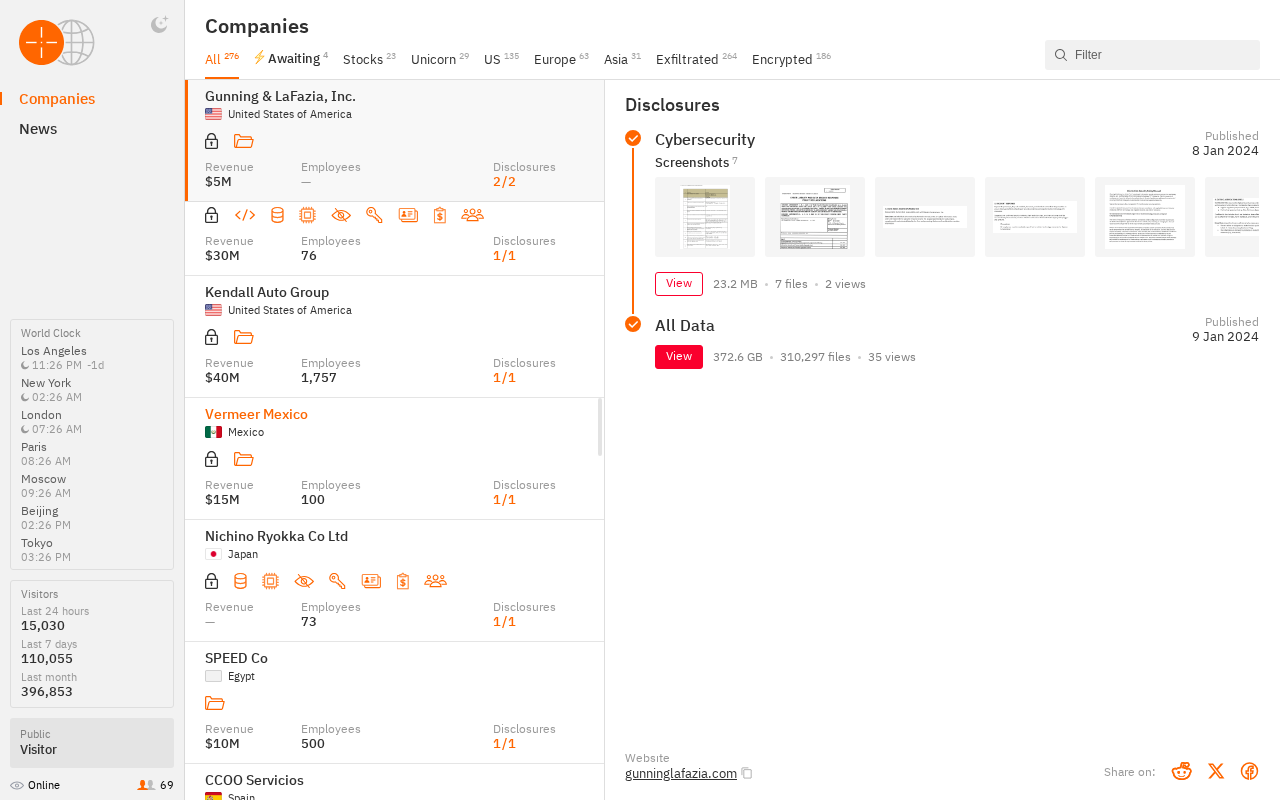 Companies
News
World Clock
Los Angeles
11:26 PM -1d
New York
02:26 AM
London
07:26 AM
Paris
08:26 AM
Moscow
09:26 AM
Beijing
02:26 PM
Tokyo
03:26 PM
Visitors
Last 24 hours
15,030
Last 7 days
110,055
Last month
396,853
Public
Visitor
Online 69
Companies
All 276 Awaiting 4 Stocks 23 Unicorn 29 US 135 Europe 63 Asia 31 Exfiltrated 264 Encrypted 186
Filter
Gunning & LaFazia, Inc.
United States of America
Revenue Employees Disclosures
$5M — 2/2
Revenue Employees Disclosures
$30M 76 1/1
Kendall Auto Group
United States of America
Revenue Employees Disclosures
$40M 1,757 1/1
Vermeer Mexico
Mexico
Revenue Employees Disclosures
$15M 100 1/1
Nichino Ryokka Co Ltd
Japan
Revenue Employees Disclosures
— 73 1/1
SPEED Co
Egypt
Revenue Employees Disclosures
$10M 500 1/1
CCOO Servicios
Spain
Disclosures
Cybersecurity Published
8 Jan 2024
Screenshots 7
View 23.2 MB • 7 files • 2 views
All Data Published
9 Jan 2024
View 372.6 GB • 310,297 files • 35 views
Website
gunninglafazia.com
Share on: